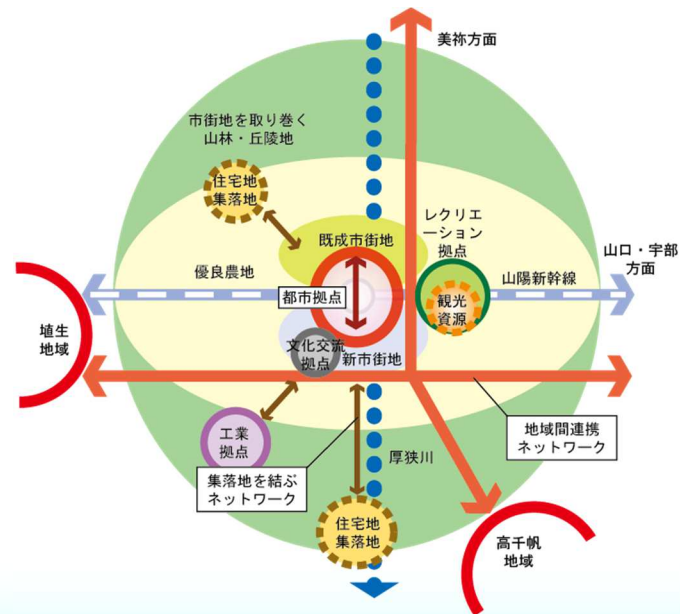 美祢方面
市街地を取り巻く
山林・丘陵地
住宅地
集落地
レクリエ
ーション
拠点
既成市街地
山口・宇部
方面
優良農地
山陽新幹線
都市拠点
観光
資源
埴生
地域
文化交流
拠点
新市街地
工業
拠点
地域間連携
ネットワーク
厚狭川
集落地を結ぶ
ネットワーク
住宅地
集落地
高千帆
地域